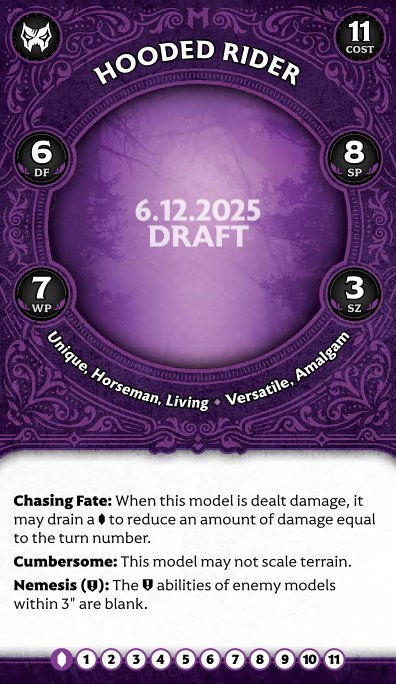 M
HOODED RIDER
11
COST
6
DF
8
SP
6.12.2025
DRAFT
7
WP
3
SZ
Unique, Horseman, Living ◆ Versatile, Amalgam
Chasing Fate: When this model is dealt damage, it
may drain a to reduce an amount of damage equal
to the turn number.
Cumbersome: This model may not scale terrain.
Nemesis (): The abilities of enemy models
within 3" are blank.
1 2 3 4 5 6 7 8 9 10 11